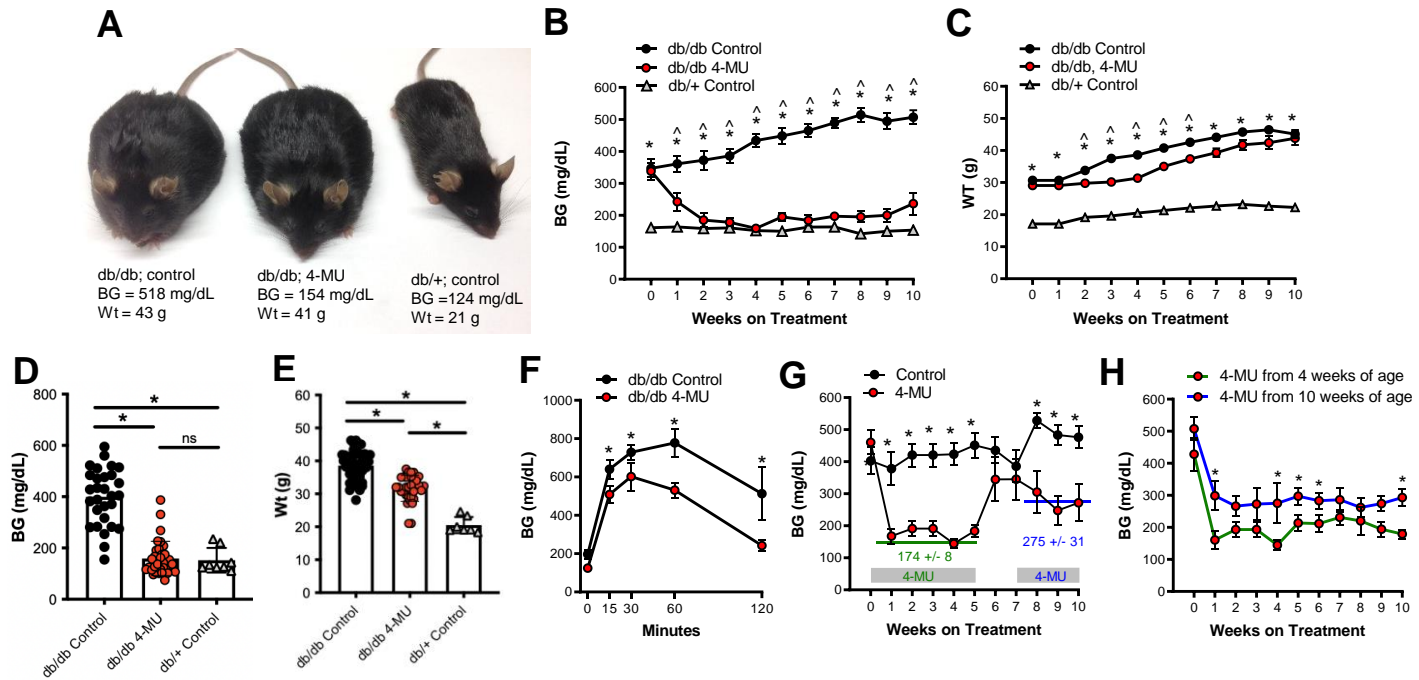 A
db/db; control
BG = 518 mg/dL
Wt = 43 g
db/db; 4-MU
BG = 154 mg/dL
Wt = 41 g
db/+; control
BG =124 mg/dL
Wt = 21 g
B
db/db Control
db/db 4-MU
db/+ Control
BG (mg/dL)
600
500
400
300
200
100
0
* ^ * ^ * ^ * ^ * ^ * ^ * ^ * ^ * ^ * ^ *
0 1 2 3 4 5 6 7 8 9 10
Weeks on Treatment
C
db/db Control
db/db, 4-MU
db/+ Control
WT (g)
60
50
40
30
20
10
0
* * ^ * ^ * ^ * ^ * ^ * * * * *
0 1 2 3 4 5 6 7 8 9 10
Weeks on Treatment
D
BG (mg/dL)
800
600
400
200
0
*
*
ns
db/db Control
db/db 4-MU
db/+ Control
E
Wt (g)
60
50
40
30
20
10
0
*
*
*
db/db Control
db/db 4-MU
db/+ Control
F
db/db Control
db/db 4-MU
BG (mg/dL)
1000
800
600
400
200
0
* * * *
0 15 30 60 120
Minutes
G
Control
4-MU
BG (mg/dL)
600
500
400
300
200
100
0
* * * * * * * *
174 +/- 8
275 +/- 31
4-MU
4-MU
0 1 2 3 4 5 6 7 8 9 10
Weeks on Treatment
H
4-MU from 4 weeks of age
4-MU from 10 weeks of age
BG (mg/dL)
600
500
400
300
200
100
0
* * * * *
0 1 2 3 4 5 6 7 8 9 10
Weeks on Treatment